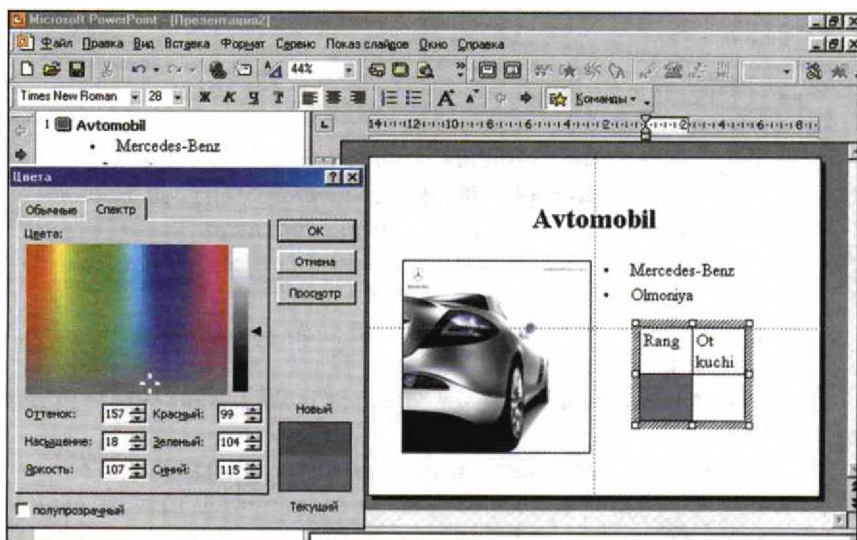 Microsoft PowerPoint - [Презентация2]
Файл Правка Вид Вставка Формат Сервис Показ слайдов Окно Справка
44%
Times New Roman 28 Ж К Ч Т Команды
1 Avtomobil
• Mercedes-Benz
Цвета
Обычные Спектр
Цвета:
ОК
Отмена
Просмотр
Оттенок: 157 Красный: 99
Насыщение: 18 Зеленый: 104
Яркость: 107 Синий: 115
Новый
Текущий
полупрозрачный
Avtomobil
• Mercedes-Benz
• Olmoniya
Rang
Ot
kuchi